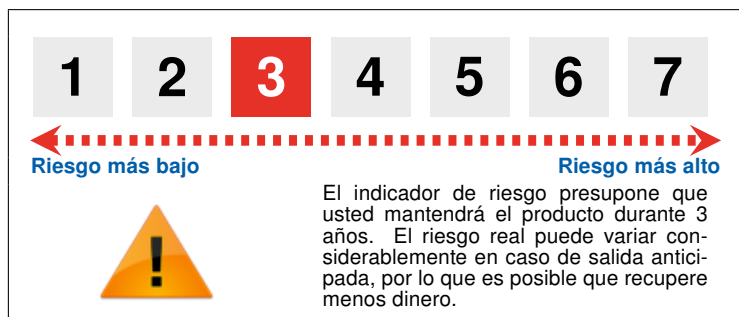 1 2 3 4 5 6 7
Riesgo más bajo Riesgo más alto
El indicador de riesgo presupone que
usted mantendrá el producto durante 3
años. El riesgo real puede variar con-
siderablemente en caso de salida antici-
pada, por lo que es posible que recupere
menos dinero.